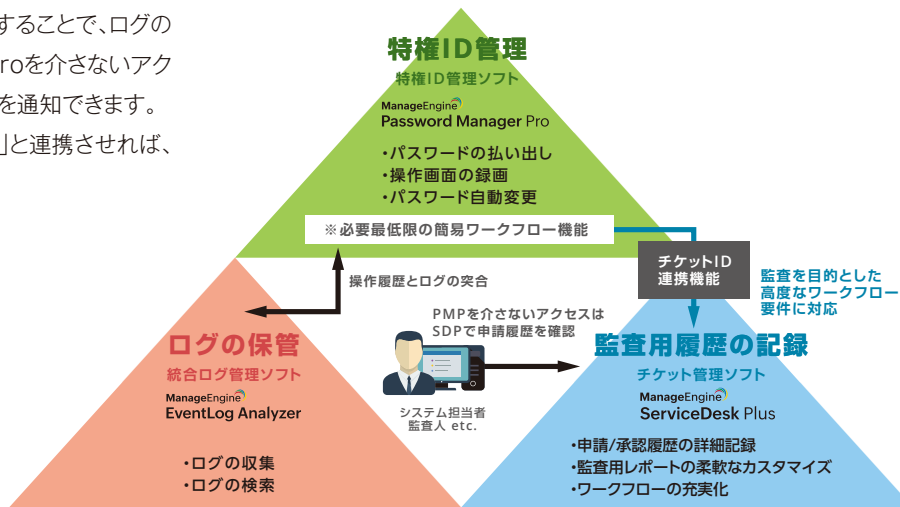 することで、ログの
roを介さないアク
を通知できます。
」と連携させれば、
特権ID管理
特権ID管理ソフト
ManageEngine
Password Manager Pro
・パスワードの払い出し
・操作画面の録画
・パスワード自動変更
※必要最低限の簡易ワークフロー機能
チケットID
連携機能
監査を目的とした
高度なワークフロー
要件に対応
操作履歴とログの突合
PMPを介さないアクセスは
SDPで申請履歴を確認
システム担当者
監査人 etc.
ログの保管
統合ログ管理ソフト
ManageEngine
EventLog Analyzer
・ログの収集
・ログの検索
監査用履歴の記録
チケット管理ソフト
ManageEngine
ServiceDesk Plus
・申請/承認履歴の詳細記録
・監査用レポートの柔軟なカスタマイズ
・ワークフローの充実化